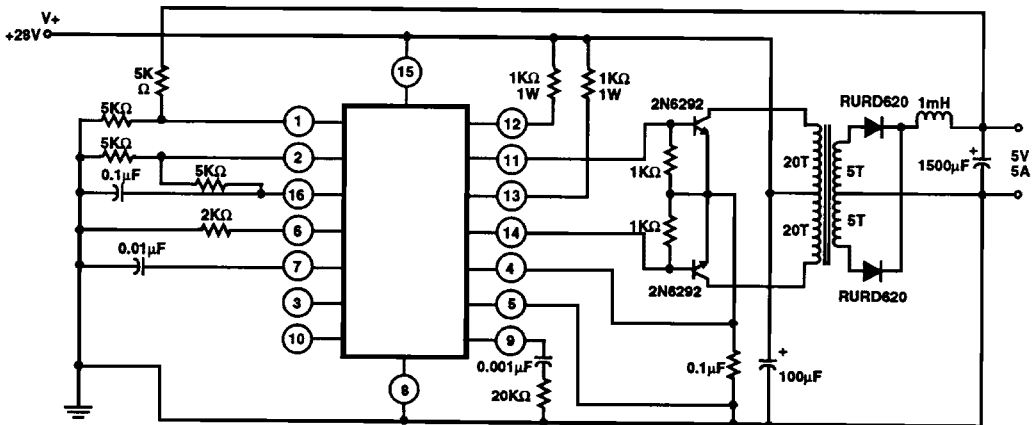 V+
+28V
5K
Ω
15
1KΩ
1W
1KΩ
1W
5KΩ
1
12
2N6292
RURD620
1mH
5KΩ
2
11
20T
5T
5V
5A
0.1µF
5KΩ
16
13
1KΩ
+
1500µF
2KΩ
6
14
1KΩ
20T
5T
0.01µF
7
4
2N6292
RURD620
3
5
10
9
0.001µF
0.1µF
+
100µF
8
20KΩ